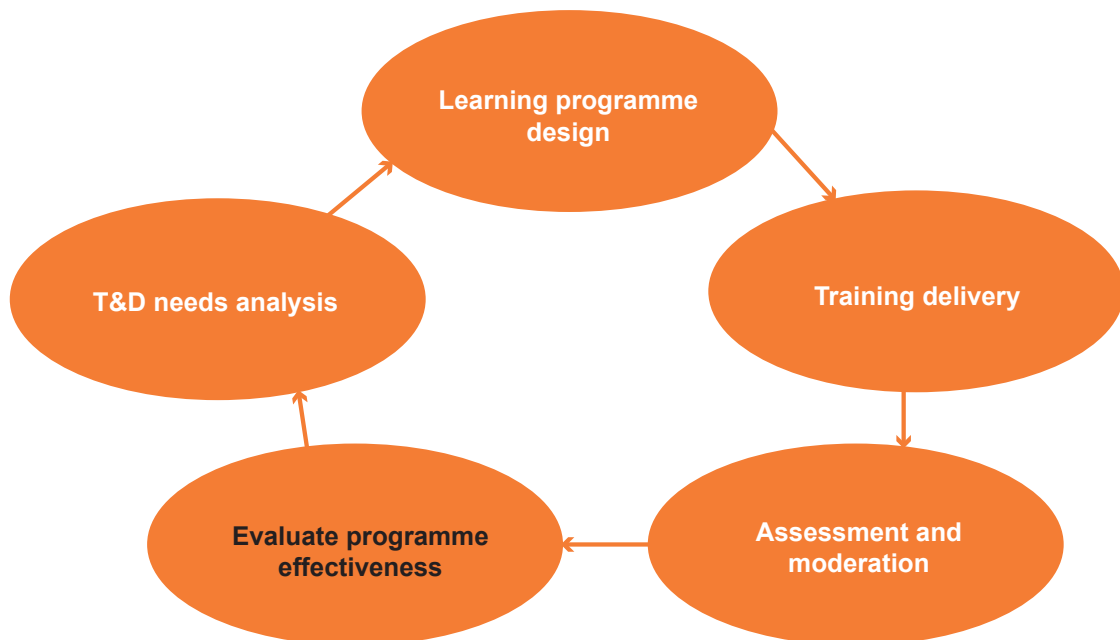 Learning programme
design
T&D needs analysis
Training delivery
Evaluate programme
effectiveness
Assessment and
moderation